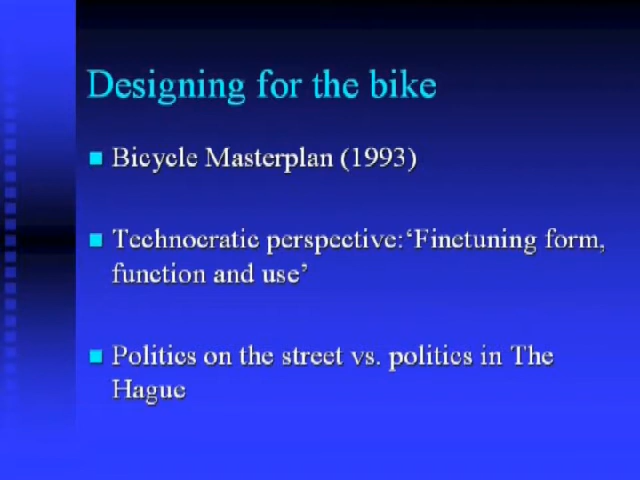 Designing for the bike
Bicycle Masterplan (1993)
Technocratic perspective:‘Finetuning form,
function and use’
Politics on the street vs. politics in The
Hague